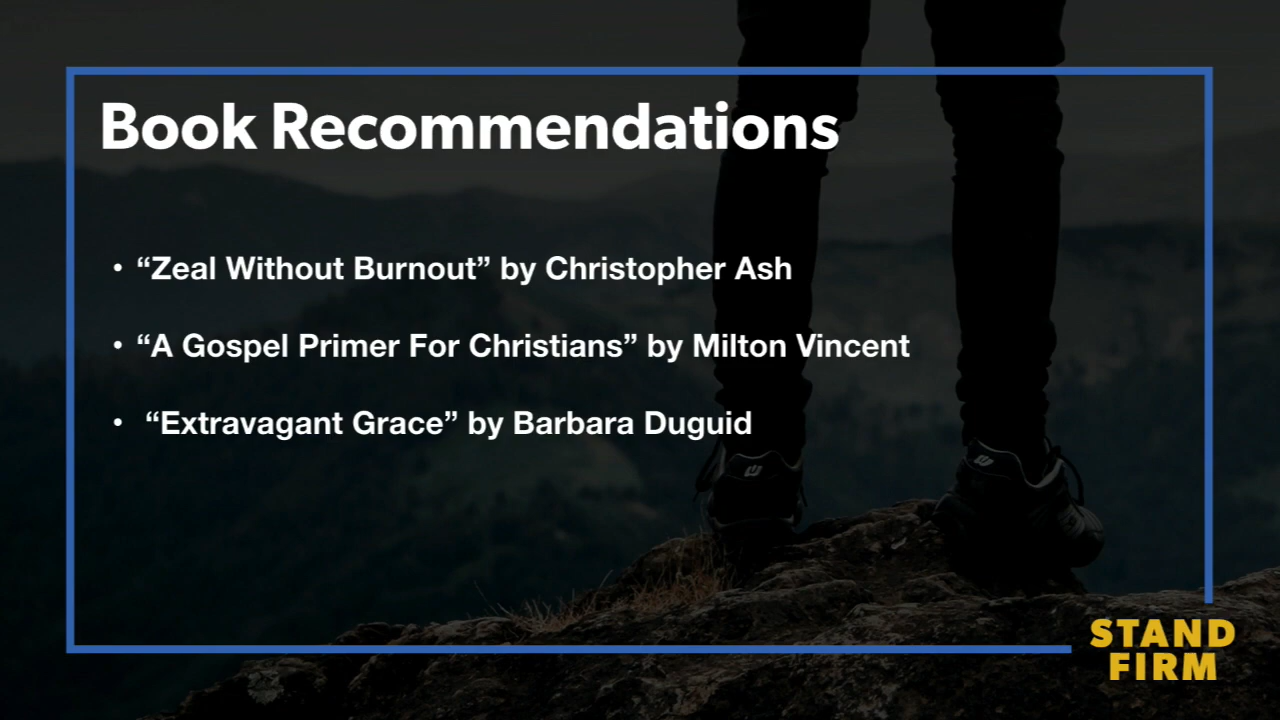 Book Recommendations
• “Zeal Without Burnout” by Christopher Ash
• “A Gospel Primer For Christians” by Milton Vincent
• “Extravagant Grace” by Barbara Duguid
STAND
FIRM